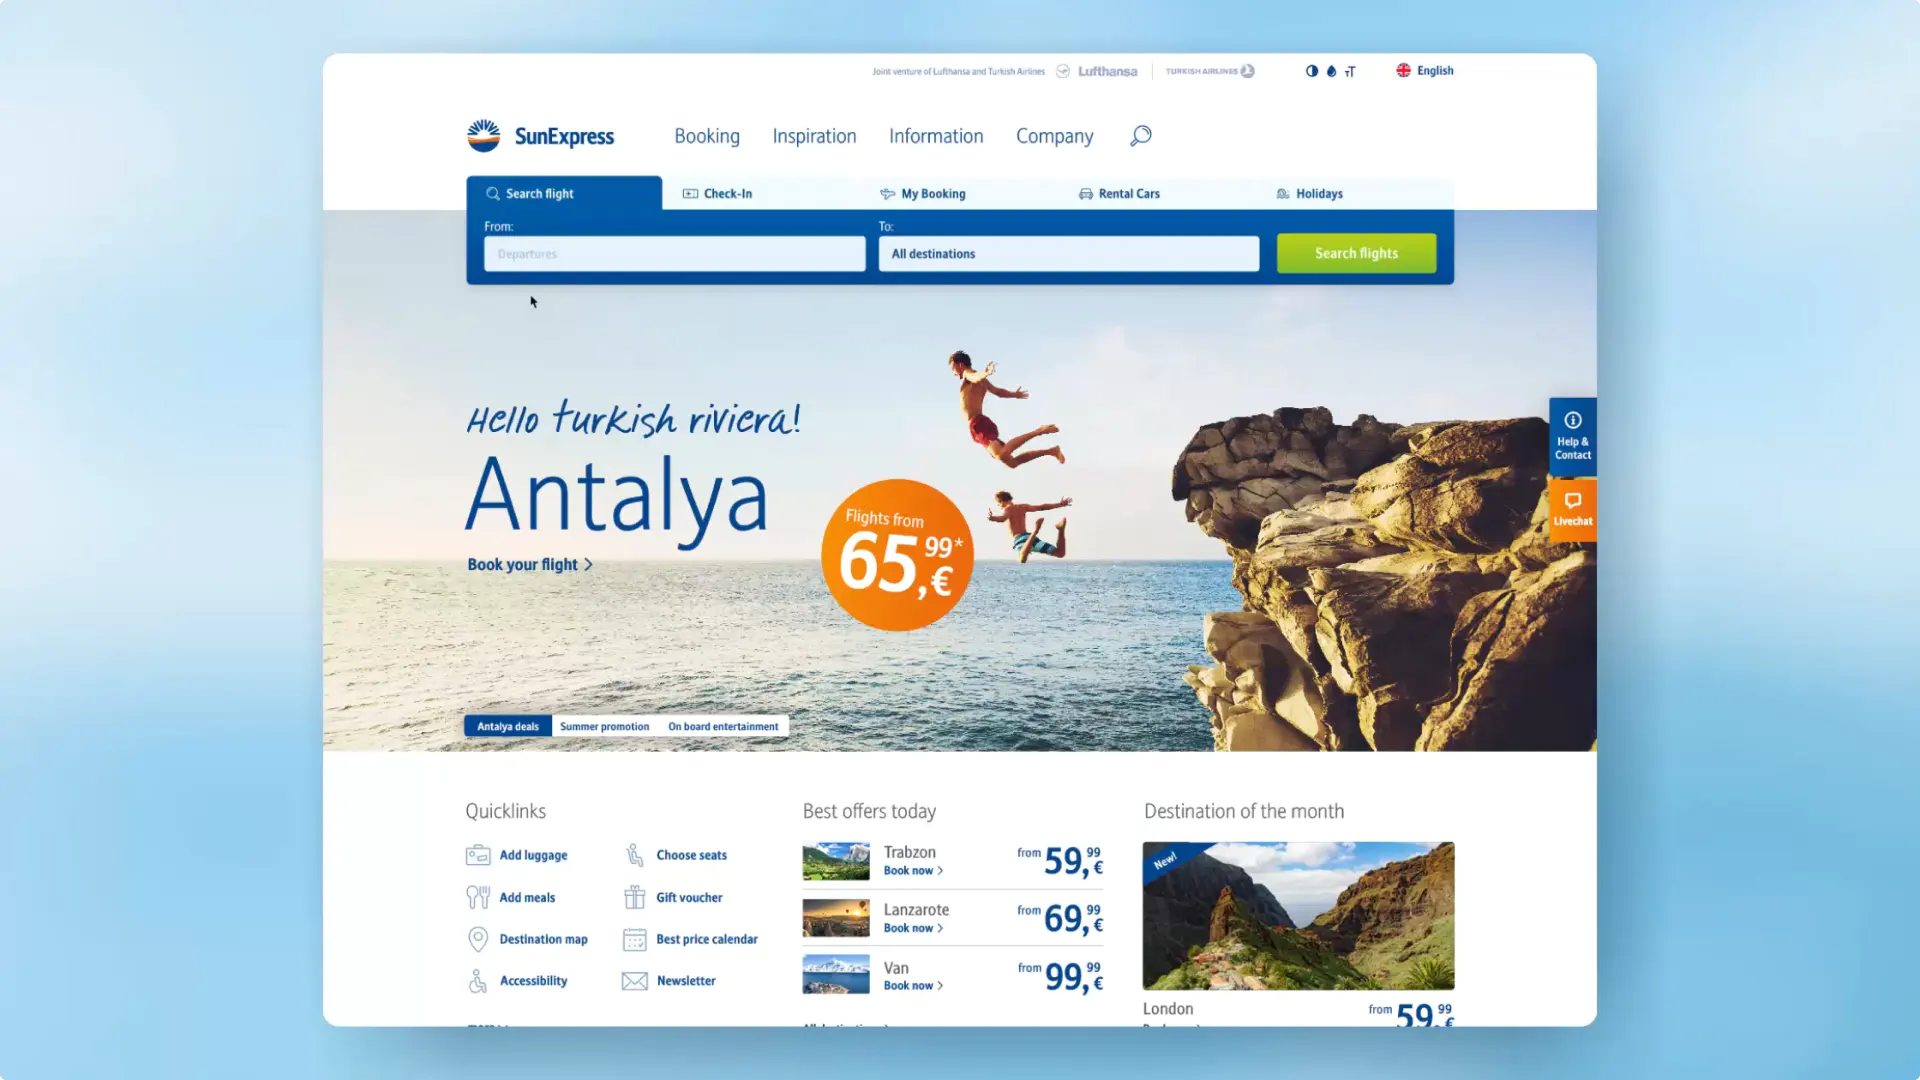 Joint venture of Lufthansa and Turkish Airlines Lufthansa TURKISH AIRLINES TT English
SunExpress Booking Inspiration Information Company
Search flight Check-In My Booking Rental Cars Holidays
From: To:
Departures All destinations Search flights
Hello turkish riviera!
Antalya
Book your flight >
Flights from
65,99*€
Help &
Contact
Livechat
Antalya deals Summer promotion On board entertainment
Quicklinks
Add luggage Choose seats
Add meals Gift voucher
Destination map Best price calendar
Accessibility Newsletter
Best offers today
Trabzon from 59,99€
Book now >
Lanzarote from 69,99€
Book now >
Van from 99,99€
Book now >
Destination of the month
New!
London from 59,99€